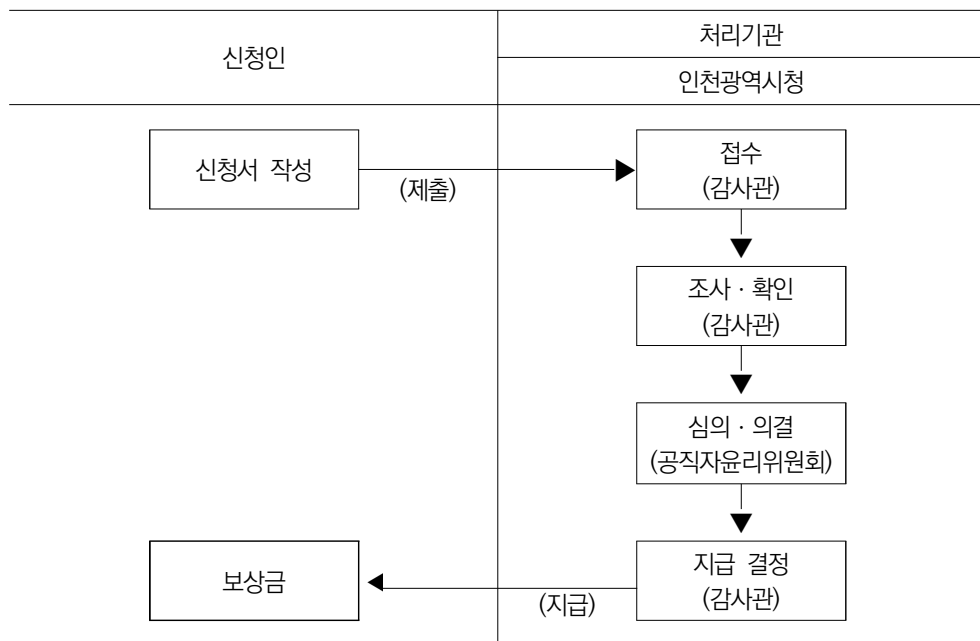 신청인
처리기관
인천광역시청
신청서 작성
(제출)
접수
(감사관)
조사 · 확인
(감사관)
심의 · 의결
(공직자윤리위원회)
보상금
(지급)
지급 결정
(감사관)